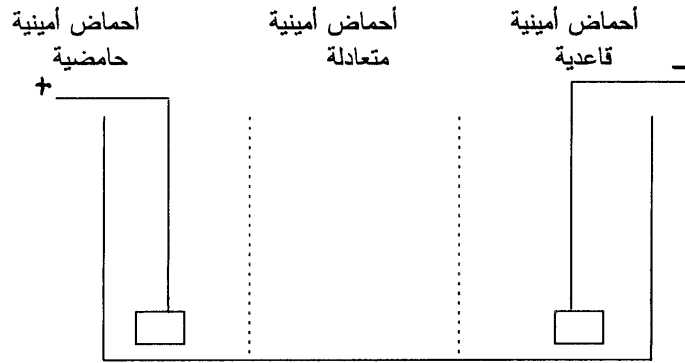 أحماض أمينية
قاعدية
أحماض أمينية
متعادلة
أحماض أمينية
حامضية
+
−